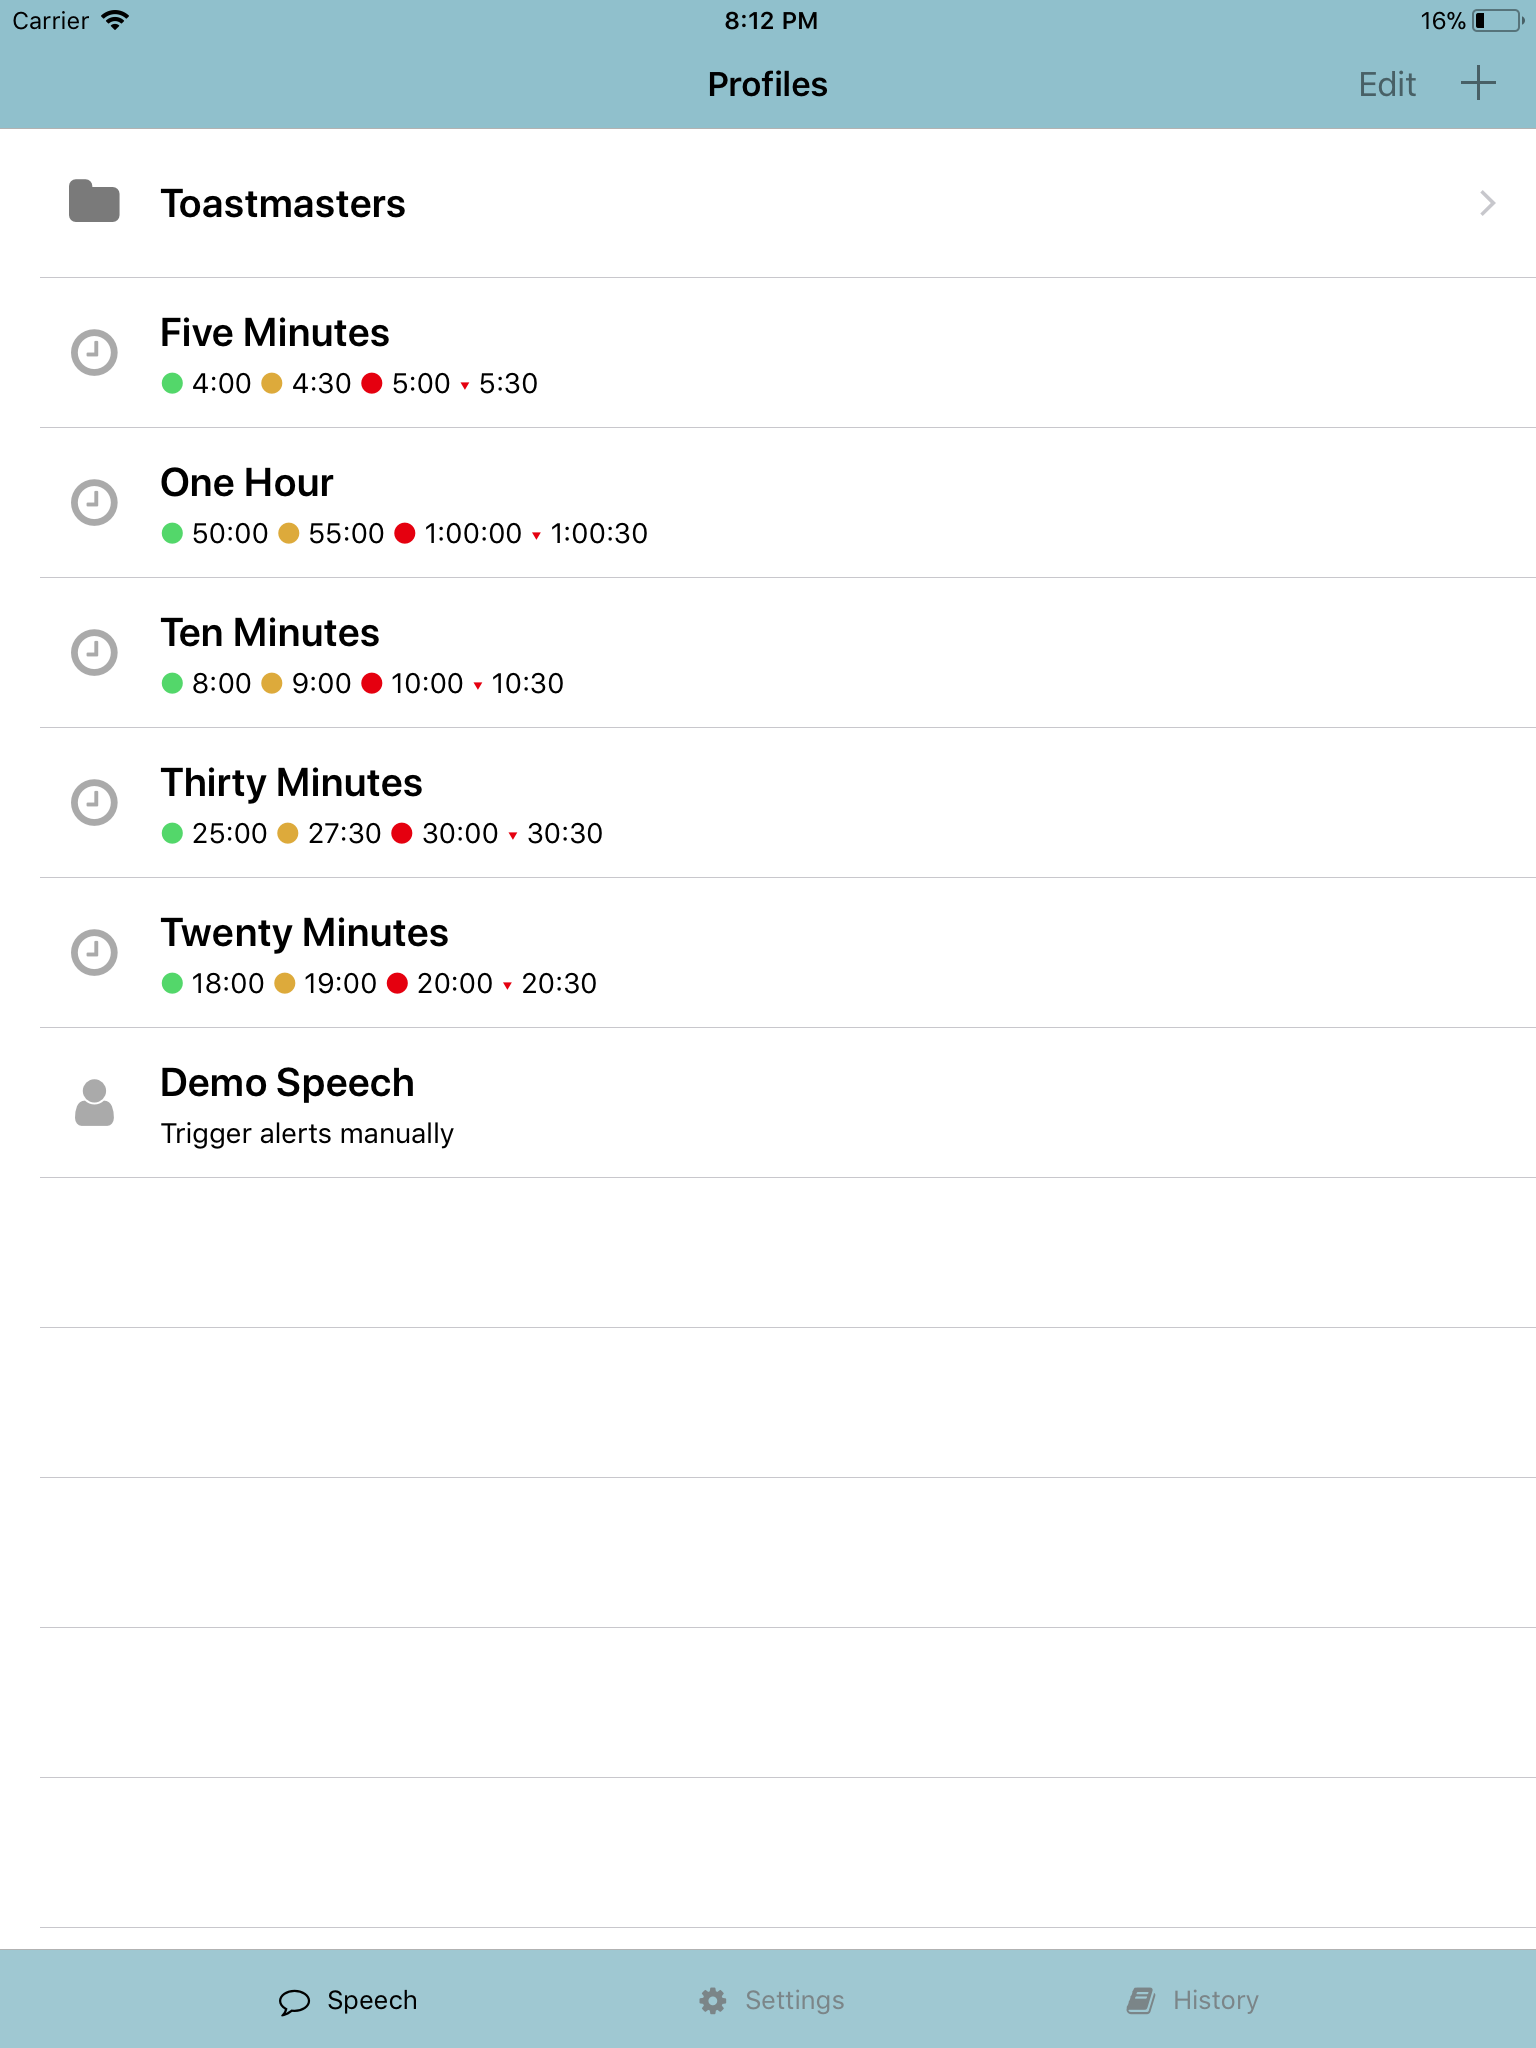 Carrier 8:12 PM 16%
Profiles Edit
Toastmasters
Five Minutes
4:00 4:30 5:00 5:30
One Hour
50:00 55:00 1:00:00 1:00:30
Ten Minutes
8:00 9:00 10:00 10:30
Thirty Minutes
25:00 27:30 30:00 30:30
Twenty Minutes
18:00 19:00 20:00 20:30
Demo Speech
Trigger alerts manually
Speech Settings History